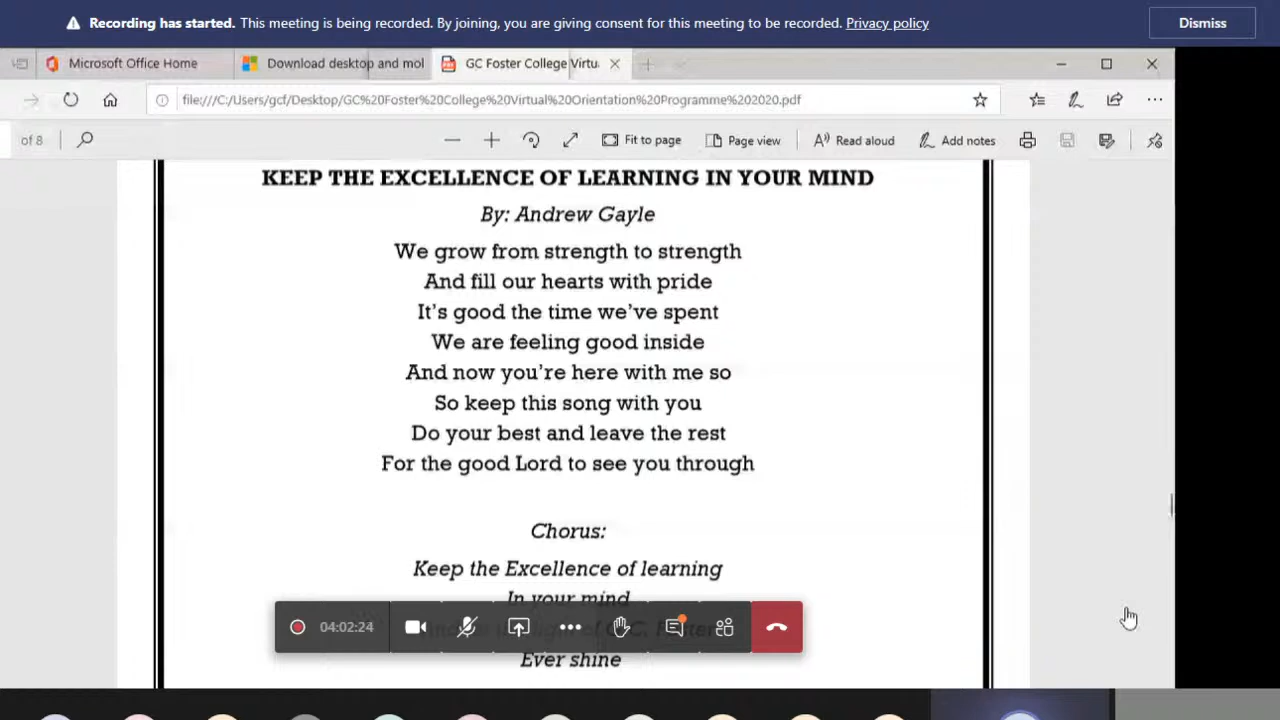 Recording has started. This meeting is being recorded. By joining, you are giving consent for this meeting to be recorded. Privacy policy
Dismiss
Microsoft Office Home
Download desktop and mol
GC Foster College Virtu
file:///C:/Users/gcf/Desktop/GC%20Foster%20College%20Virtual%20Orientation%20Programme%202020.pdf
of 8
Fit to page
Page view
Read aloud
Add notes
KEEP THE EXCELLENCE OF LEARNING IN YOUR MIND
By: Andrew Gayle
We grow from strength to strength
And fill our hearts with pride
It's good the time we've spent
We are feeling good inside
And now you're here with me so
So keep this song with you
Do your best and leave the rest
For the good Lord to see you through
Chorus:
Keep the Excellence of learning
In your mind
04:02:24
Ever shine